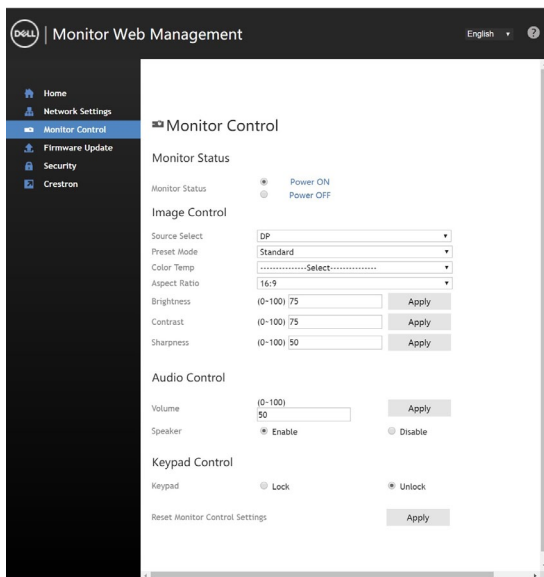 DELL
Monitor Web Management
English
?
Home
Network Settings
Monitor Control
Firmware Update
Security
Crestron
Monitor Control
Monitor Status
Monitor Status Power ON
Power OFF
Image Control
Source Select DP
Preset Mode Standard
Color Temp ---------------Select---------------
Aspect Ratio 16:9
Brightness (0~100) 75 Apply
Contrast (0~100) 75 Apply
Sharpness (0~100) 50 Apply
Audio Control
(0~100)
Volume 50 Apply
Speaker Enable Disable
Keypad Control
Keypad Lock Unlock
Reset Monitor Control Settings Apply